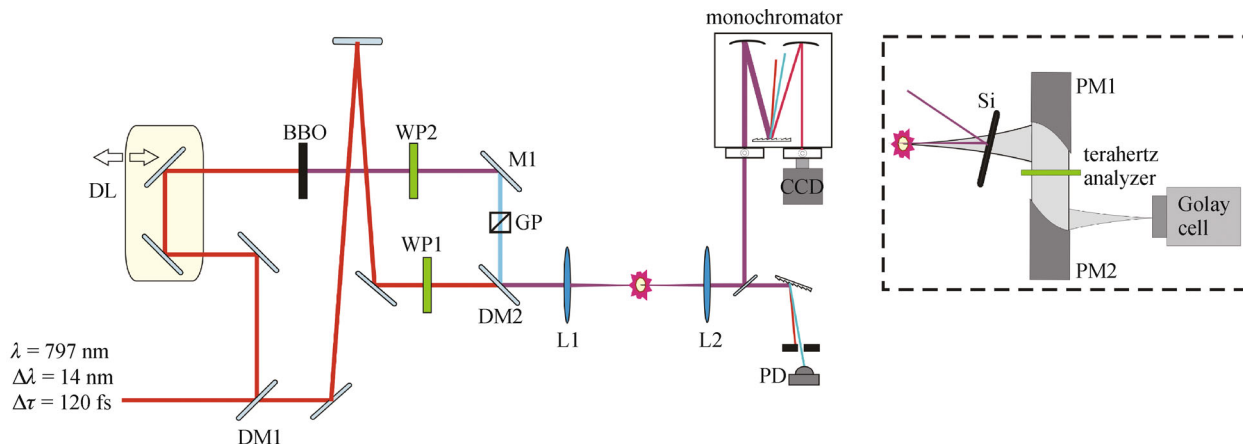 monochromator
BBO
WP2
M1
DL
GP
CCD
WP1
DM2
L1
L2
PD
λ = 797 nm
Δλ = 14 nm
Δτ = 120 fs
DM1
Si
PM1
terahertz
analyzer
Golay
cell
PM2